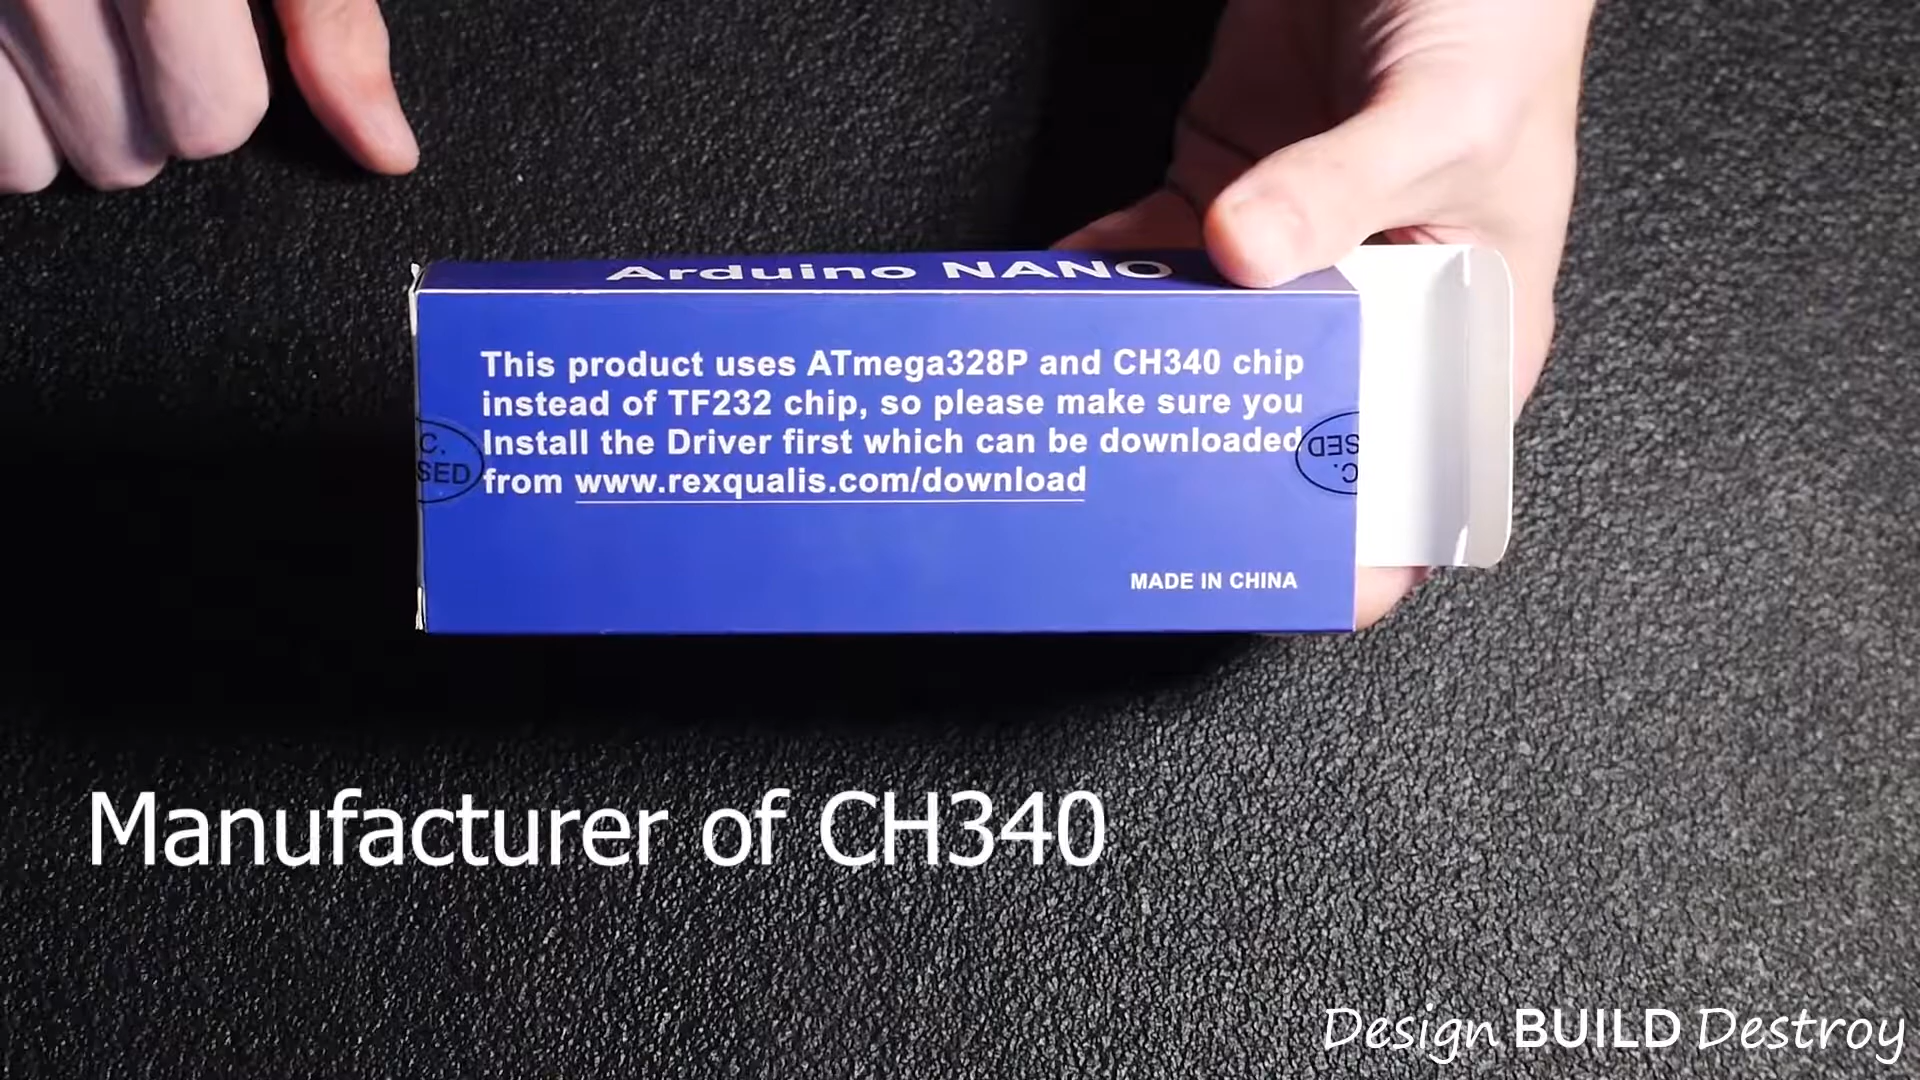 Arduino NANO
This product uses ATmega328P and CH340 chip
instead of TF232 chip, so please make sure you
Install the Driver first which can be downloaded
from www.rexqualis.com/download
C.
SED
SED
C.
MADE IN CHINA
Manufacturer of CH340
Design BUILD Destroy